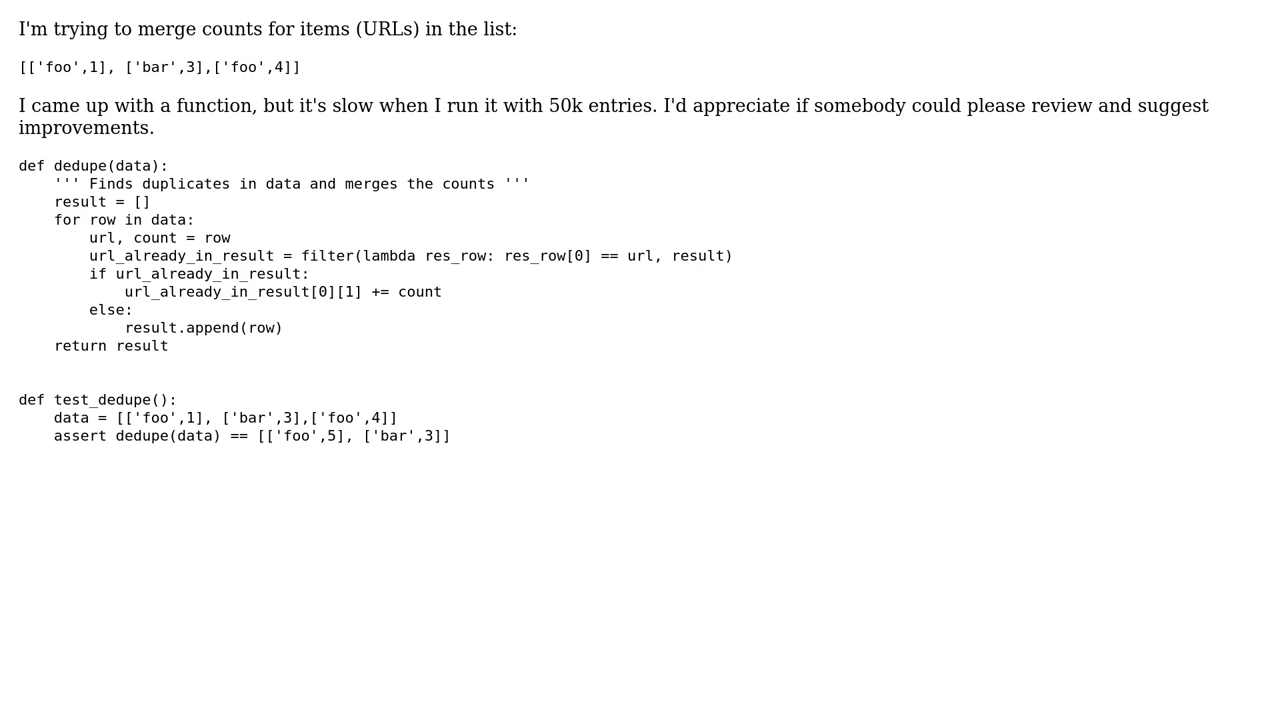 I'm trying to merge counts for items (URLs) in the list:
[['foo',1], ['bar',3],['foo',4]]
I came up with a function, but it's slow when I run it with 50k entries. I'd appreciate if somebody could please review and suggest
improvements.
def dedupe(data):
    ''' Finds duplicates in data and merges the counts '''
    result = []
    for row in data:
        url, count = row
        url_already_in_result = filter(lambda res_row: res_row[0] == url, result)
        if url_already_in_result:
            url_already_in_result[0][1] += count
        else:
            result.append(row)
    return result
def test_dedupe():
    data = [['foo',1], ['bar',3],['foo',4]]
    assert dedupe(data) == [['foo',5], ['bar',3]]